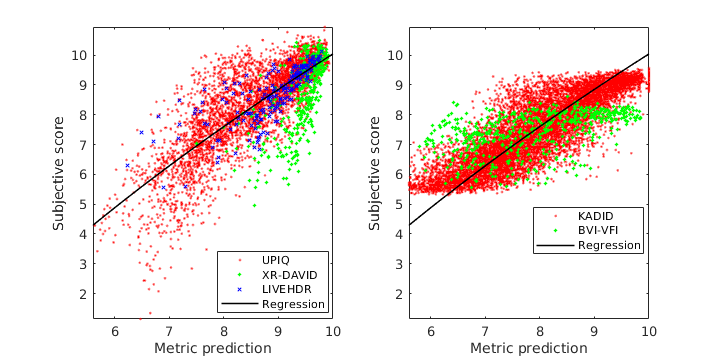 10
9
8
7
6
5
4
3
2
Subjective score
6
7
8
9
10
Metric prediction
UPIQ
XR-DAVID
LIVEHDR
Regression
10
9
8
7
6
5
4
3
2
Subjective score
6
7
8
9
10
Metric prediction
KADID
BVI-VFI
Regression